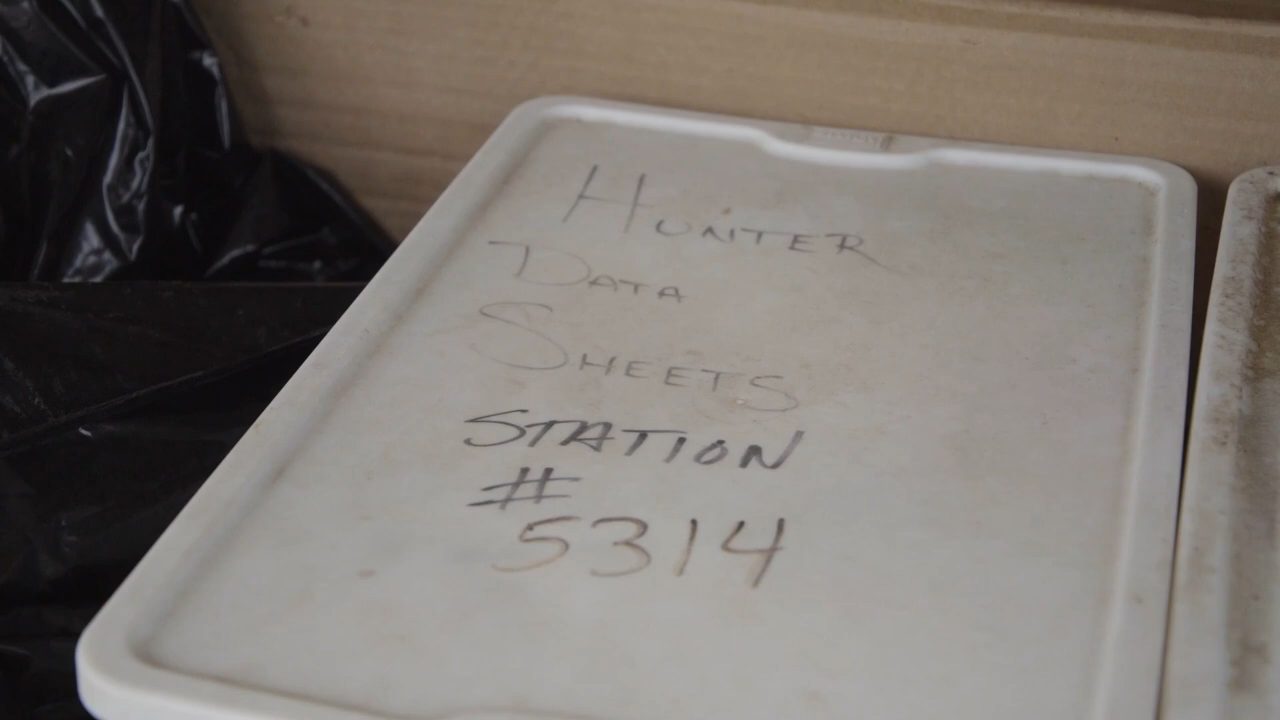 HUNTER
DATA
SHEETS
STATION
#
5314